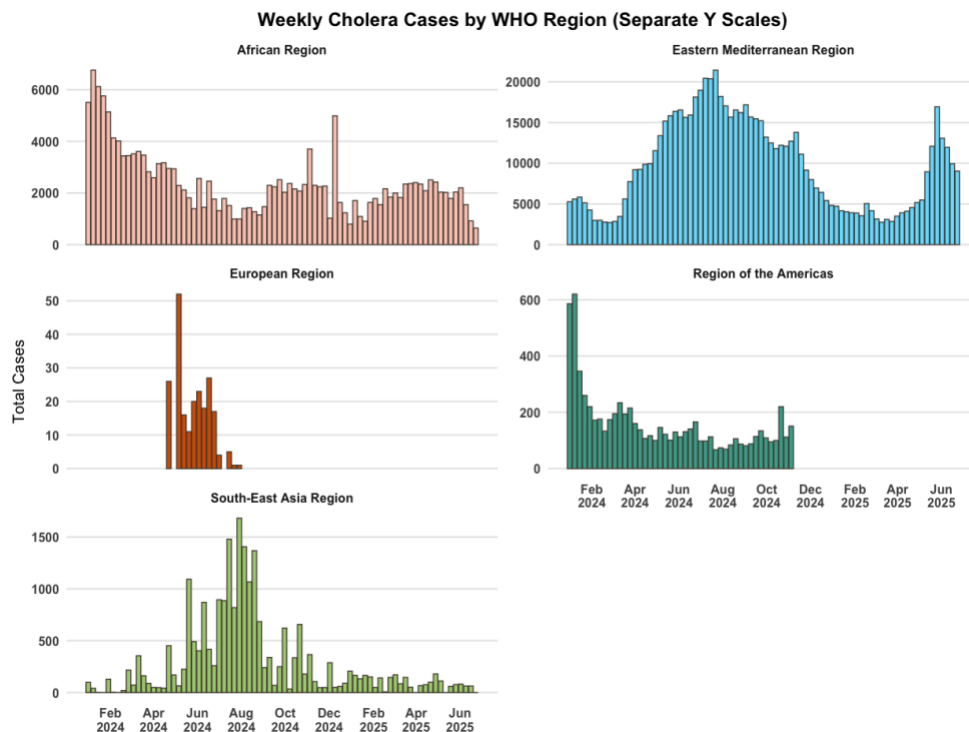 Weekly Cholera Cases by WHO Region (Separate Y Scales)
African Region
6000
4000
2000
0
Eastern Mediterranean Region
20000
15000
10000
5000
0
European Region
50
40
30
20
10
0
Region of the Americas
600
400
200
0
Feb 2024
Apr 2024
Jun 2024
Aug 2024
Oct 2024
Dec 2024
Feb 2025
Apr 2025
Jun 2025
Total Cases
South-East Asia Region
1500
1000
500
0
Feb 2024
Apr 2024
Jun 2024
Aug 2024
Oct 2024
Dec 2024
Feb 2025
Apr 2025
Jun 2025